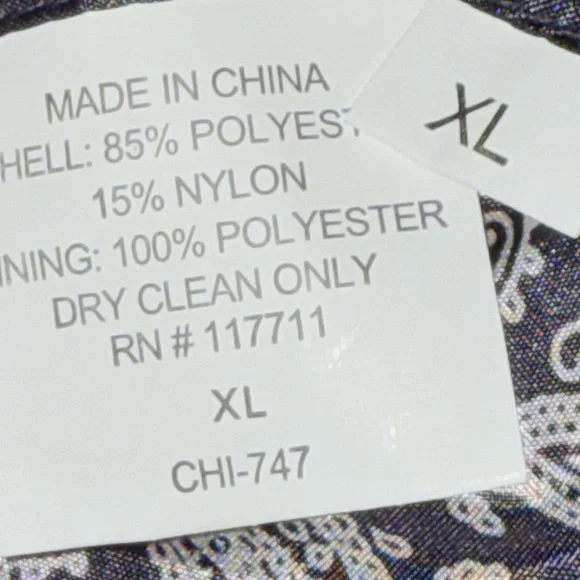 MADE IN CHINA
HELL: 85% POLYEST
15% NYLON
NING: 100% POLYESTER
DRY CLEAN ONLY
RN # 117711
XL
CHI-747
XL